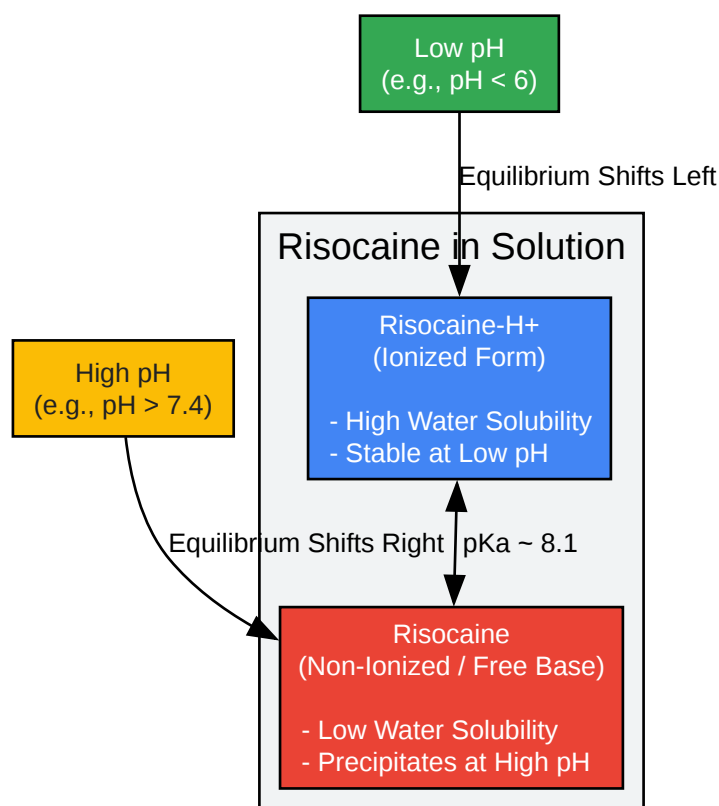 Low pH
(e.g., pH < 6)
Equilibrium Shifts Left
Risocaine in Solution
Risocaine-H+
(Ionized Form)
- High Water Solubility
- Stable at Low pH
High pH
(e.g., pH > 7.4)
Equilibrium Shifts Right
pKa ~ 8.1
Risocaine
(Non-Ionized / Free Base)
- Low Water Solubility
- Precipitates at High pH